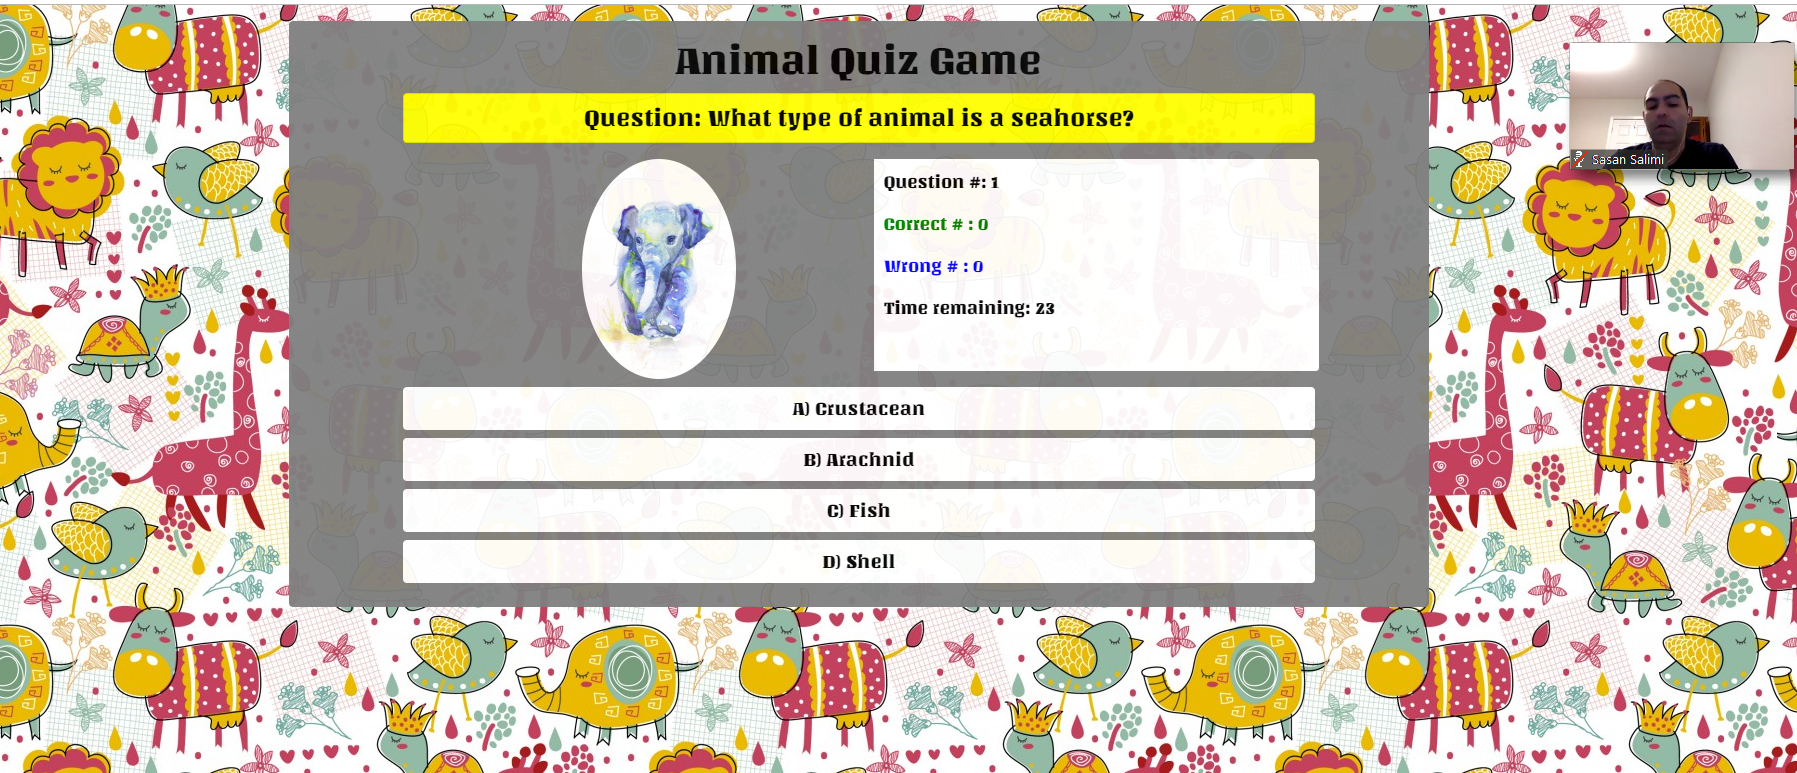 Animal Quiz Game
Question: What type of animal is a seahorse?
Sasan Salimi
Question #: 1
Correct # : 0
Wrong # : 0
Time remaining: 23
A) Crustacean
B) Arachnid
C) Fish
D) Shell